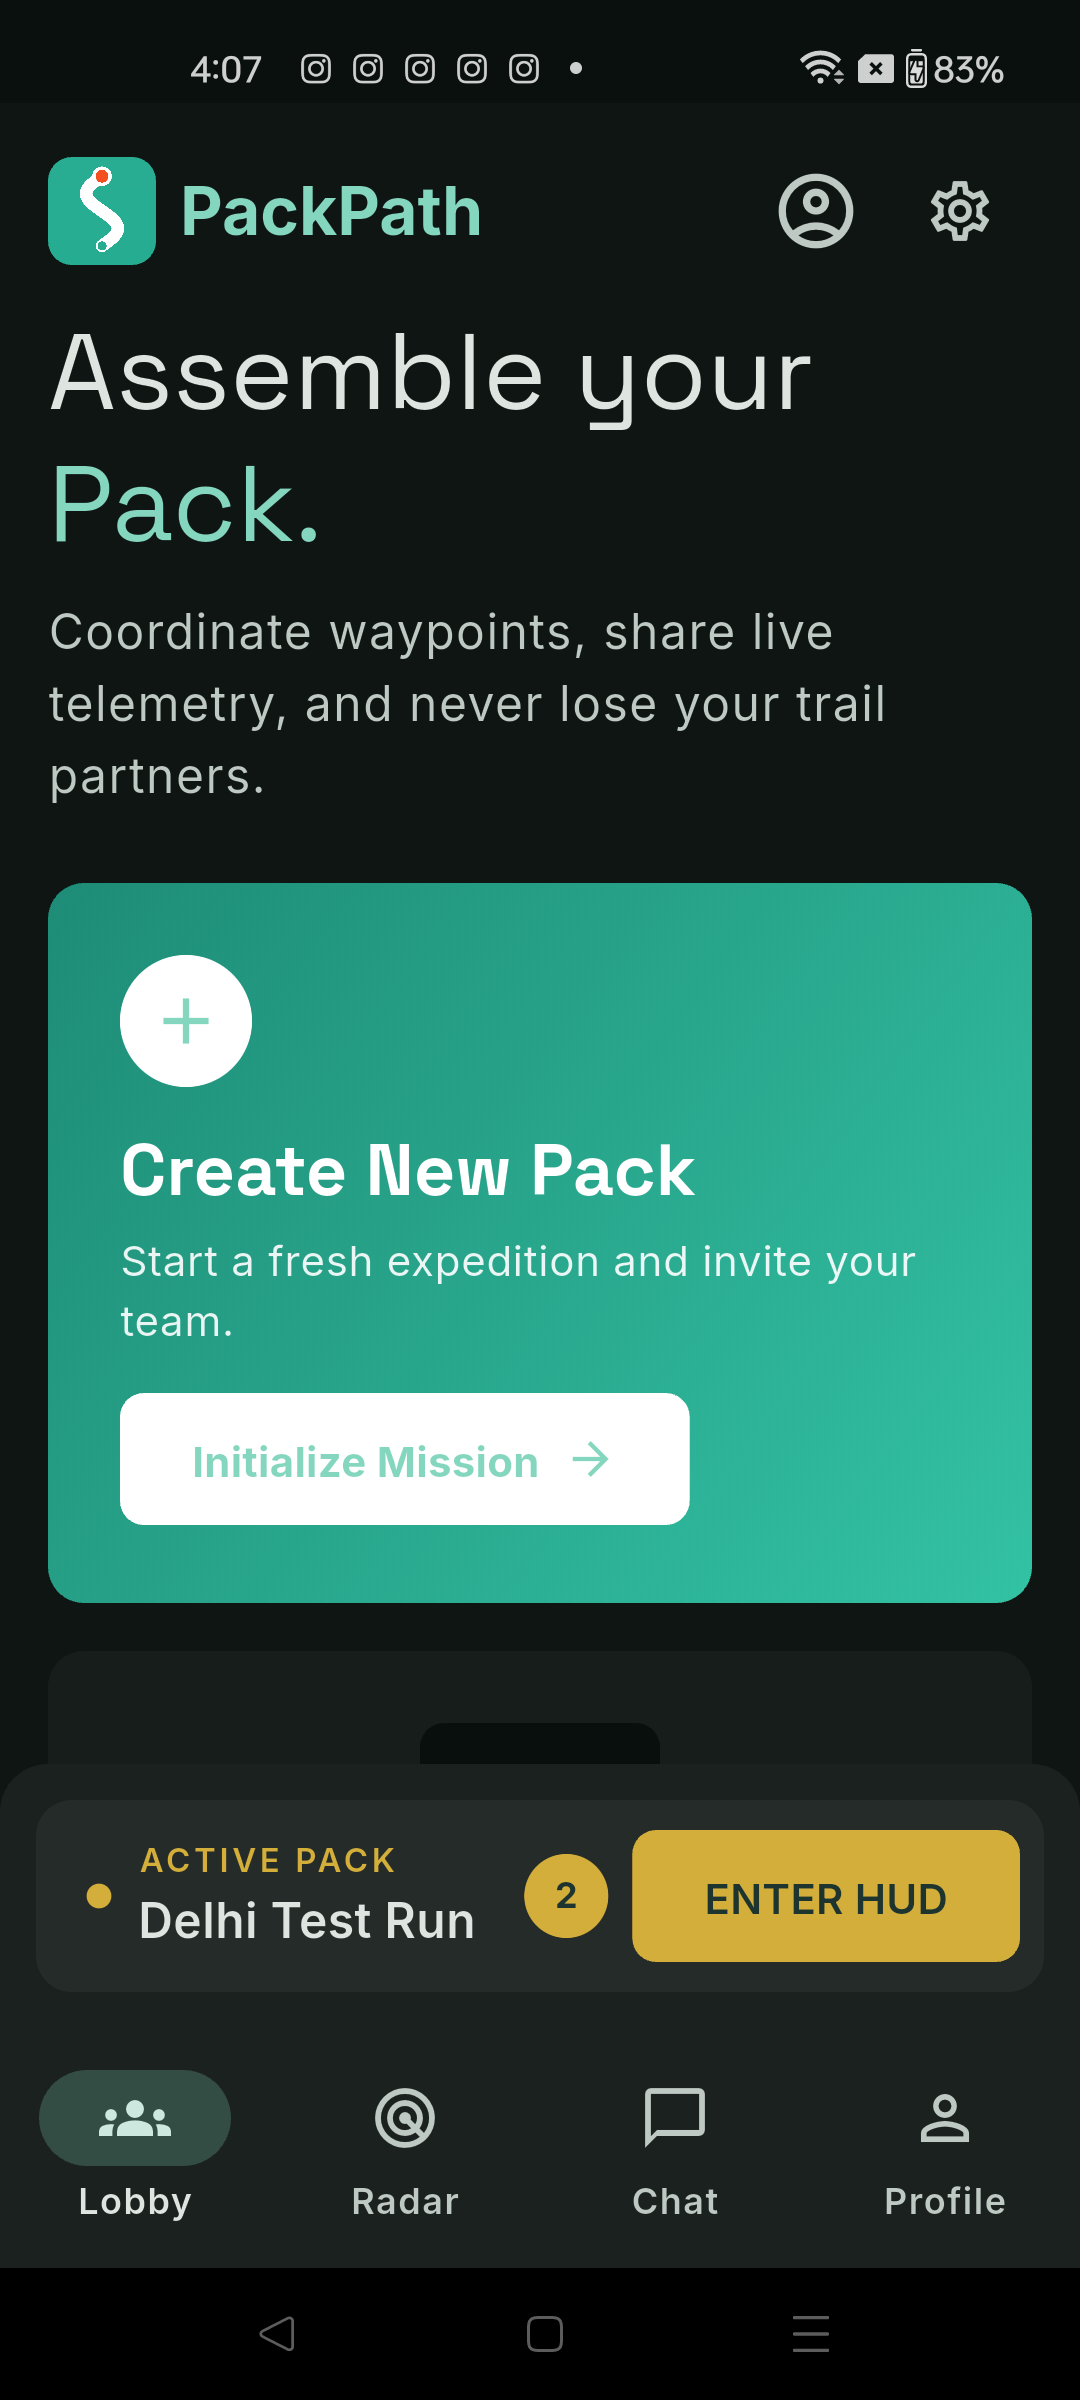 4:07
83%
PackPath
Assemble your
Pack.
Coordinate waypoints, share live
telemetry, and never lose your trail
partners.
Create New Pack
Start a fresh expedition and invite your
team.
Initialize Mission
ACTIVE PACK
Delhi Test Run
2
ENTER HUD
Lobby
Radar
Chat
Profile